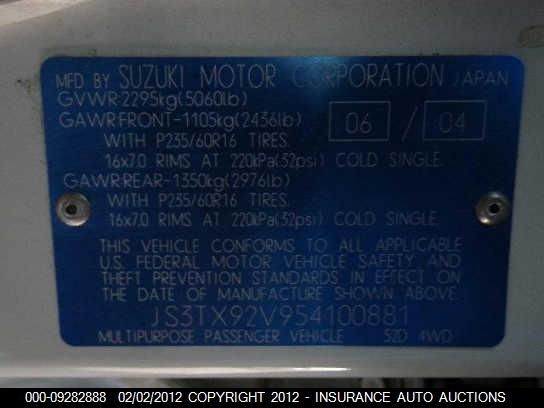 MFD BY SUZUKI MOTOR CORPORATION JAPAN
GVWR:2295kg(5060lb)
GAWR:FRONT-1105kg(2436lb) 06 / 04
WITH P235/60R16 TIRES.
16x7.0 RIMS AT 220kPa(32psi) COLD SINGLE.
GAWR:REAR-1350kg(2976lb)
WITH P235/60R16 TIRES.
16x7.0 RIMS AT 220kPa(32psi) COLD SINGLE.
THIS VEHICLE CONFORMS TO ALL APPLICABLE
U.S. FEDERAL MOTOR VEHICLE SAFETY AND
THEFT PREVENTION STANDARDS IN EFFECT ON
THE DATE OF MANUFACTURE SHOWN ABOVE.
JS3TX92V954100881
MULTIPURPOSE PASSENGER VEHICLE 52D 4WD
000-09282888 02/02/2012 COPYRIGHT 2012 - INSURANCE AUTO AUCTIONS